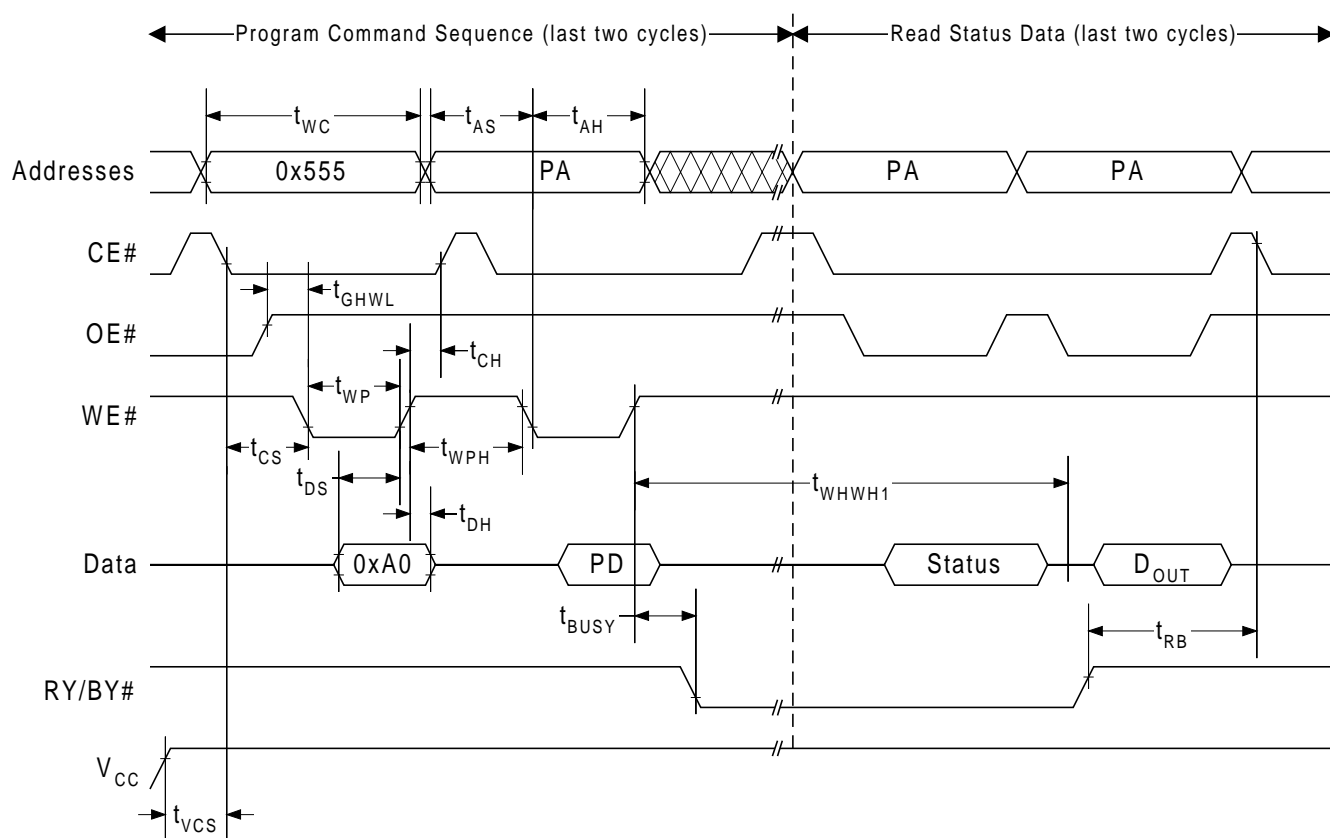 Program Command Sequence (last two cycles)
Read Status Data (last two cycles)
tWC
tAS
tAH
Addresses
0x555
PA
PA
PA
CE#
tGHWL
OE#
tCH
tWP
WE#
tCS
tWPH
tDS
tWHWH1
tDH
Data
0xA0
PD
Status
DOUT
tBUSY
tRB
RY/BY#
VCC
tVCS